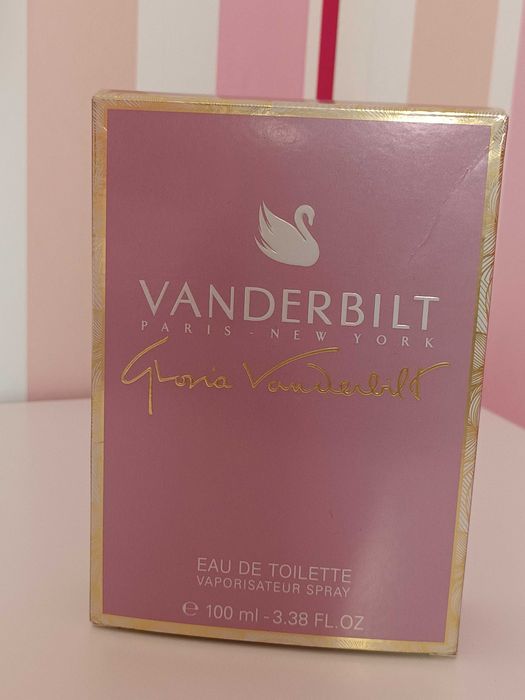 VANDERBILT
PARIS - NEW YORK
Gloria Vanderbilt
EAU DE TOILETTE
VAPORISATEUR SPRAY
℮ 100 ml - 3.38 FL.OZ